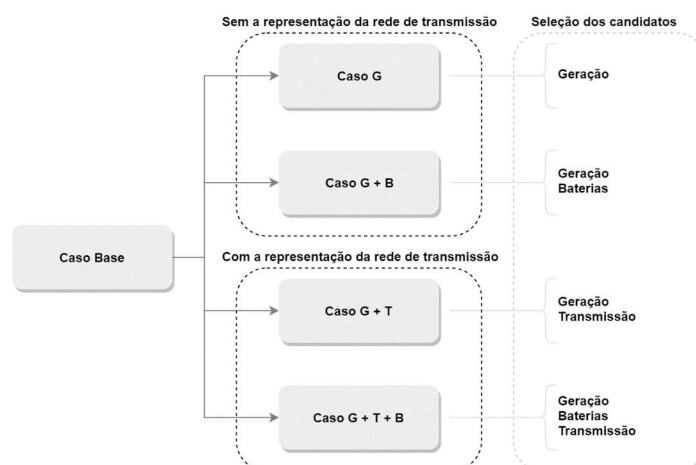 Sem a representação da rede de transmissão
Seleção dos candidatos
Caso G
Geração
Caso G + B
Geração
Baterias
Caso Base
Com a representação da rede de transmissão
Caso G + T
Geração
Transmissão
Caso G + T + B
Geração
Baterias
Transmissão